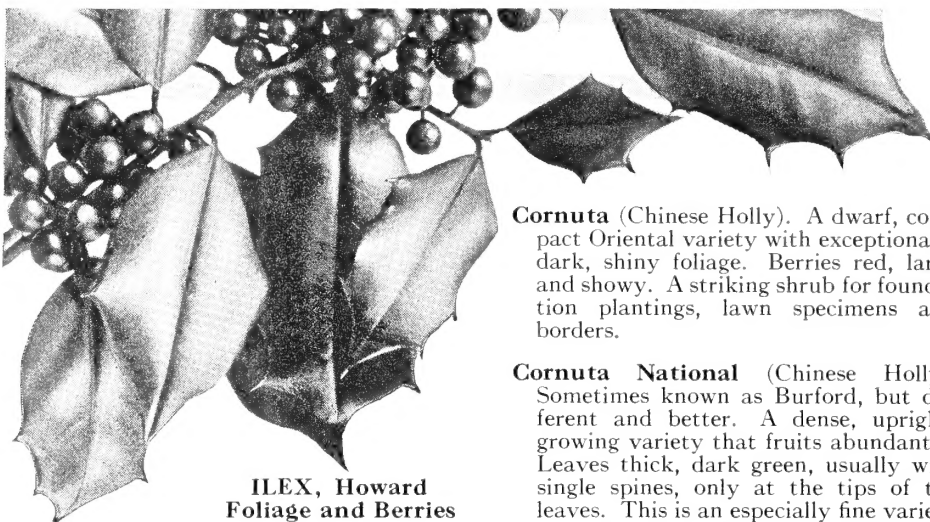 Cornuta (Chinese Holly). A dwarf, co
pact Oriental variety with exceptiona
dark, shiny foliage. Berries red, lar
and showy. A striking shrub for found
tion plantings, lawn specimens a
borders.
Cornuta National (Chinese Holl
Sometimes known as Burford, but d
ferent and better. A dense, uprig
growing variety that fruits abundant
Leaves thick, dark green, usually w
single spines, only at the tips of t
leaves. This is an especially fine varie
ILEX, Howard
Foliage and Berries